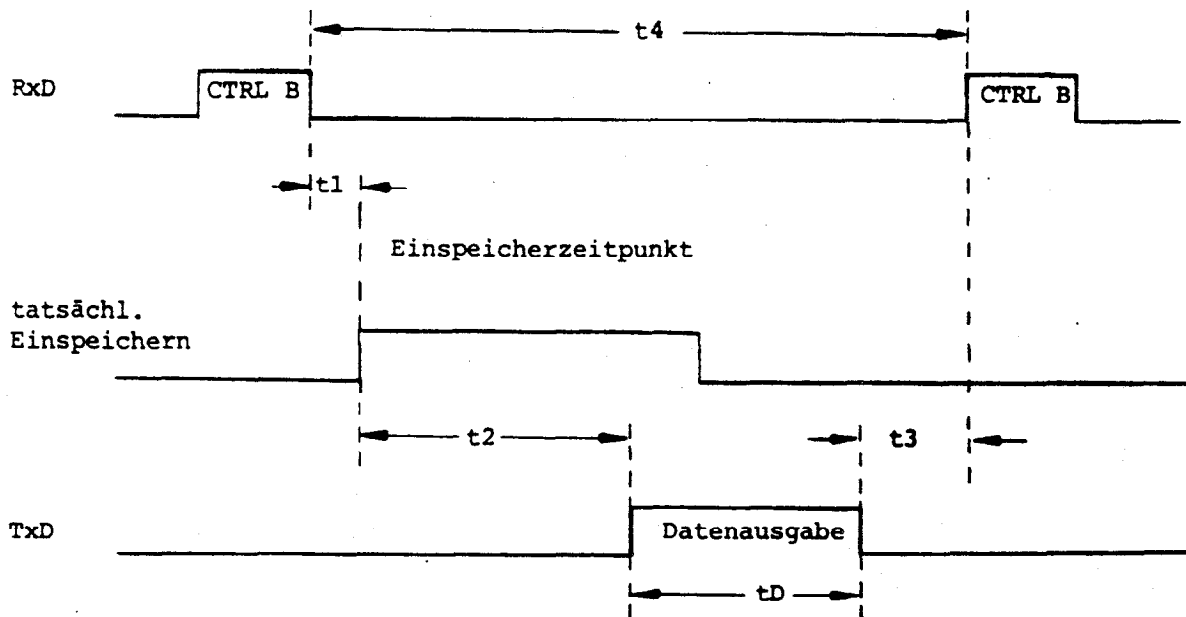 t4
RxD
CTRL B
CTRL B
t1
Einspeicherzeitpunkt
tatsächl.
Einspeichern
t2
t3
TxD
Datenausgabe
tD